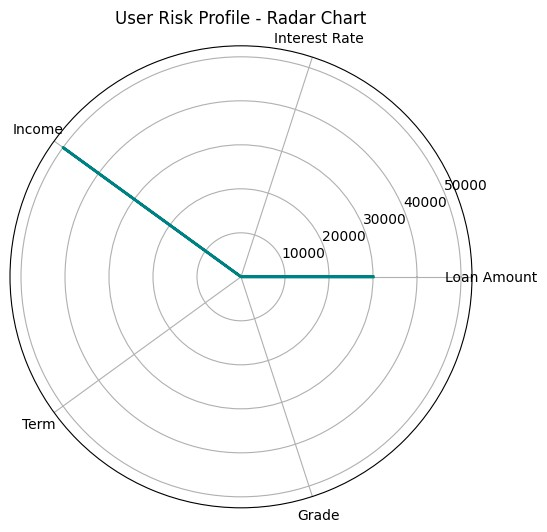 User Risk Profile - Radar Chart
Interest Rate
Income
50000
40000
30000
20000
10000
Loan Amount
Term
Grade